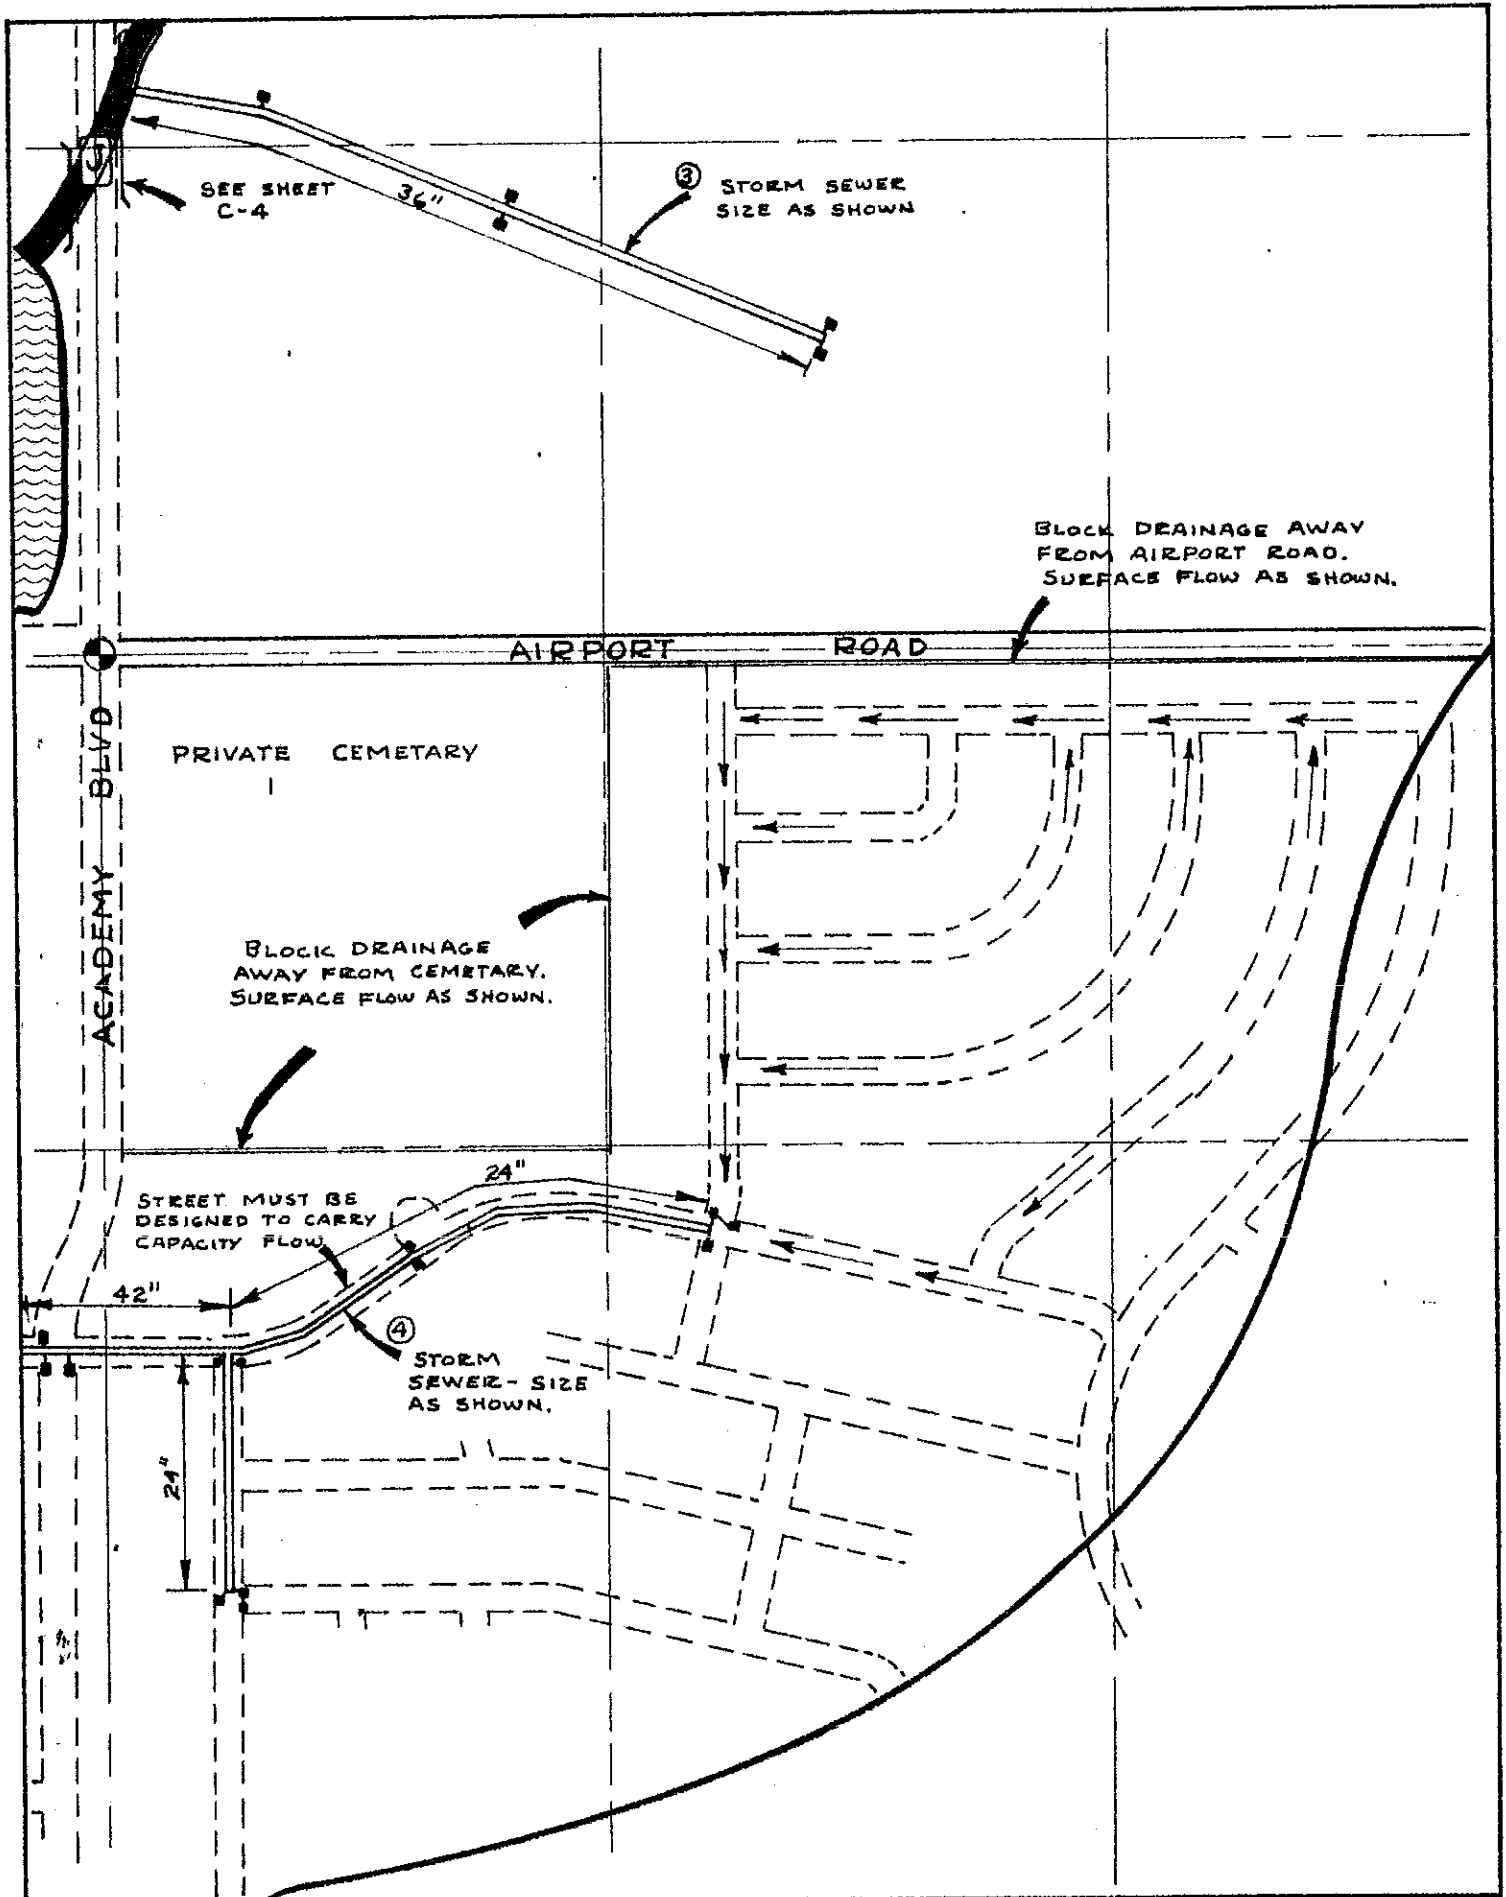 J
SEE SHEET
C-4
36"
3
STORM SEWER
SIZE AS SHOWN
BLOCK DRAINAGE AWAY
FROM AIRPORT ROAD.
SURFACE FLOW AS SHOWN.
AIRPORT ROAD
ACADEMY BLVD
PRIVATE CEMETARY
BLOCK DRAINAGE
AWAY FROM CEMETARY.
SURFACE FLOW AS SHOWN.
24"
STREET MUST BE
DESIGNED TO CARRY
CAPACITY FLOW
42"
4
STORM
SEWER - SIZE
AS SHOWN.
24"